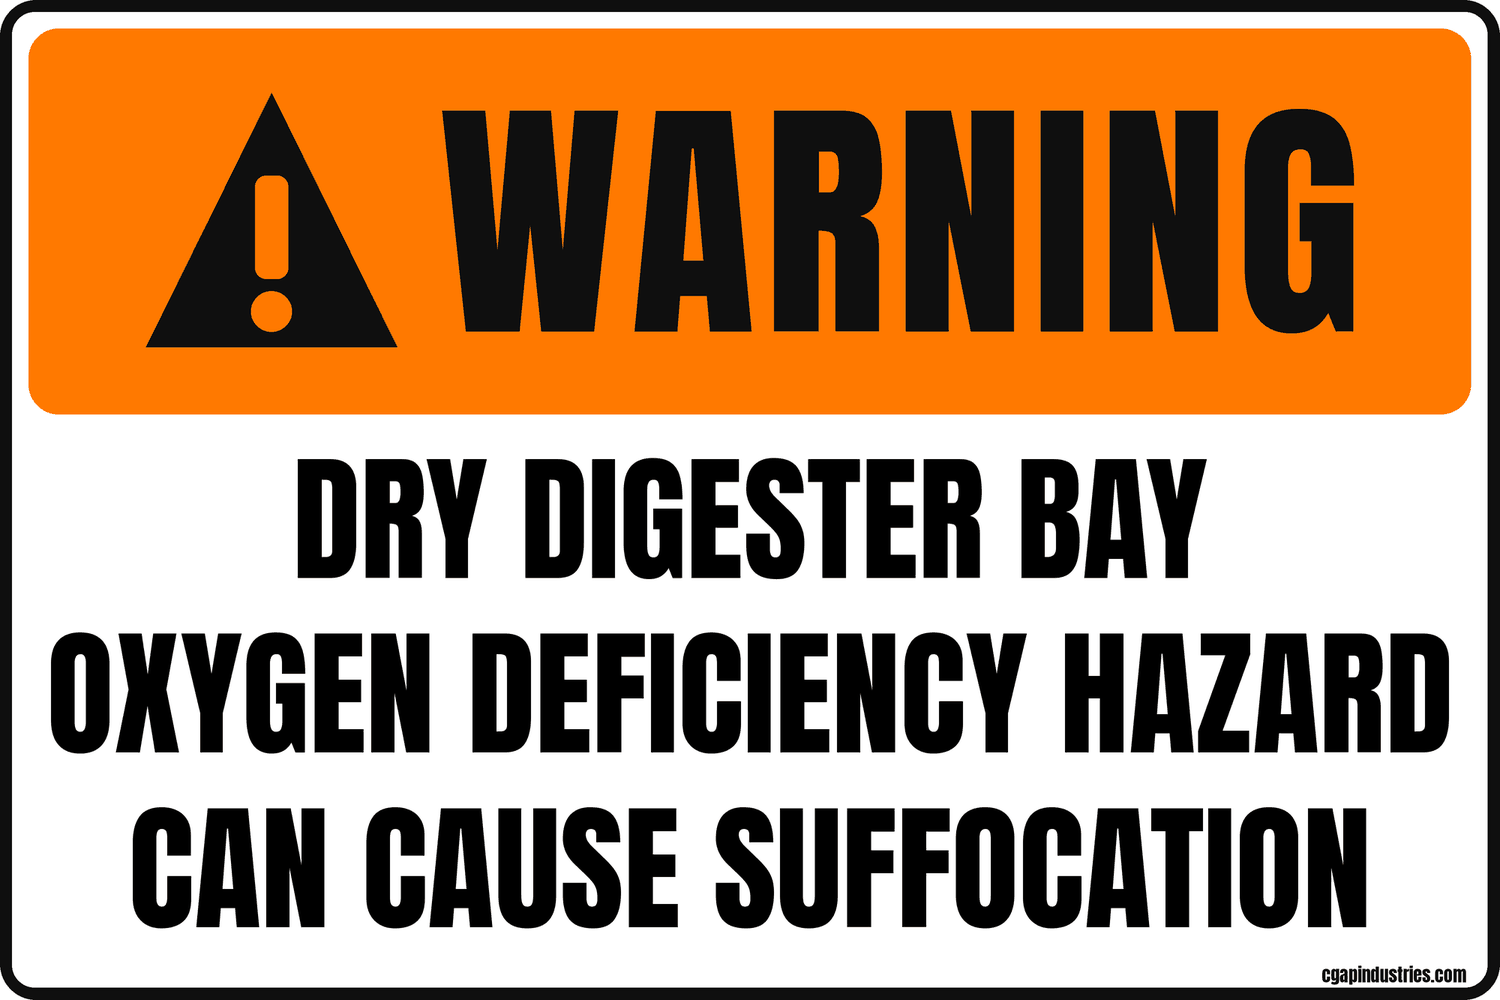 WARNING
DRY DIGESTER BAY
OXYGEN DEFICIENCY HAZARD
CAN CAUSE SUFFOCATION
cgapindustries.com